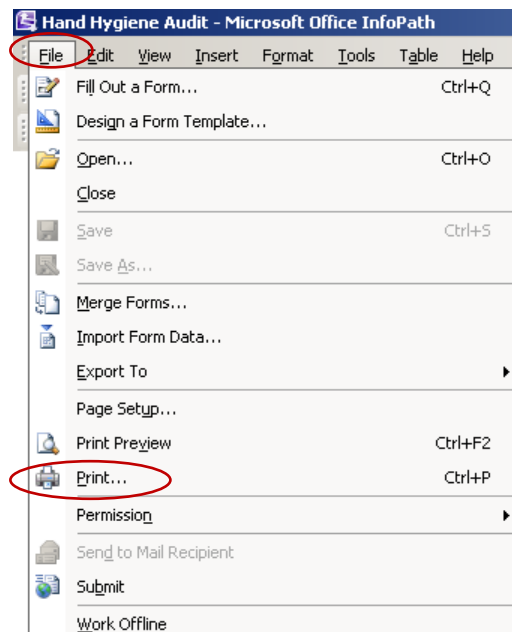 Hand Hygiene Audit - Microsoft Office InfoPath
File Edit View Insert Format Tools Table Help
Fill Out a Form... Ctrl+Q
Design a Form Template...
Open... Ctrl+O
Close
Save Ctrl+S
Save As...
Merge Forms...
Import Form Data...
Export To
Page Setup...
Print Preview Ctrl+F2
Print... Ctrl+P
Permission
Send to Mail Recipient
Submit
Work Offline